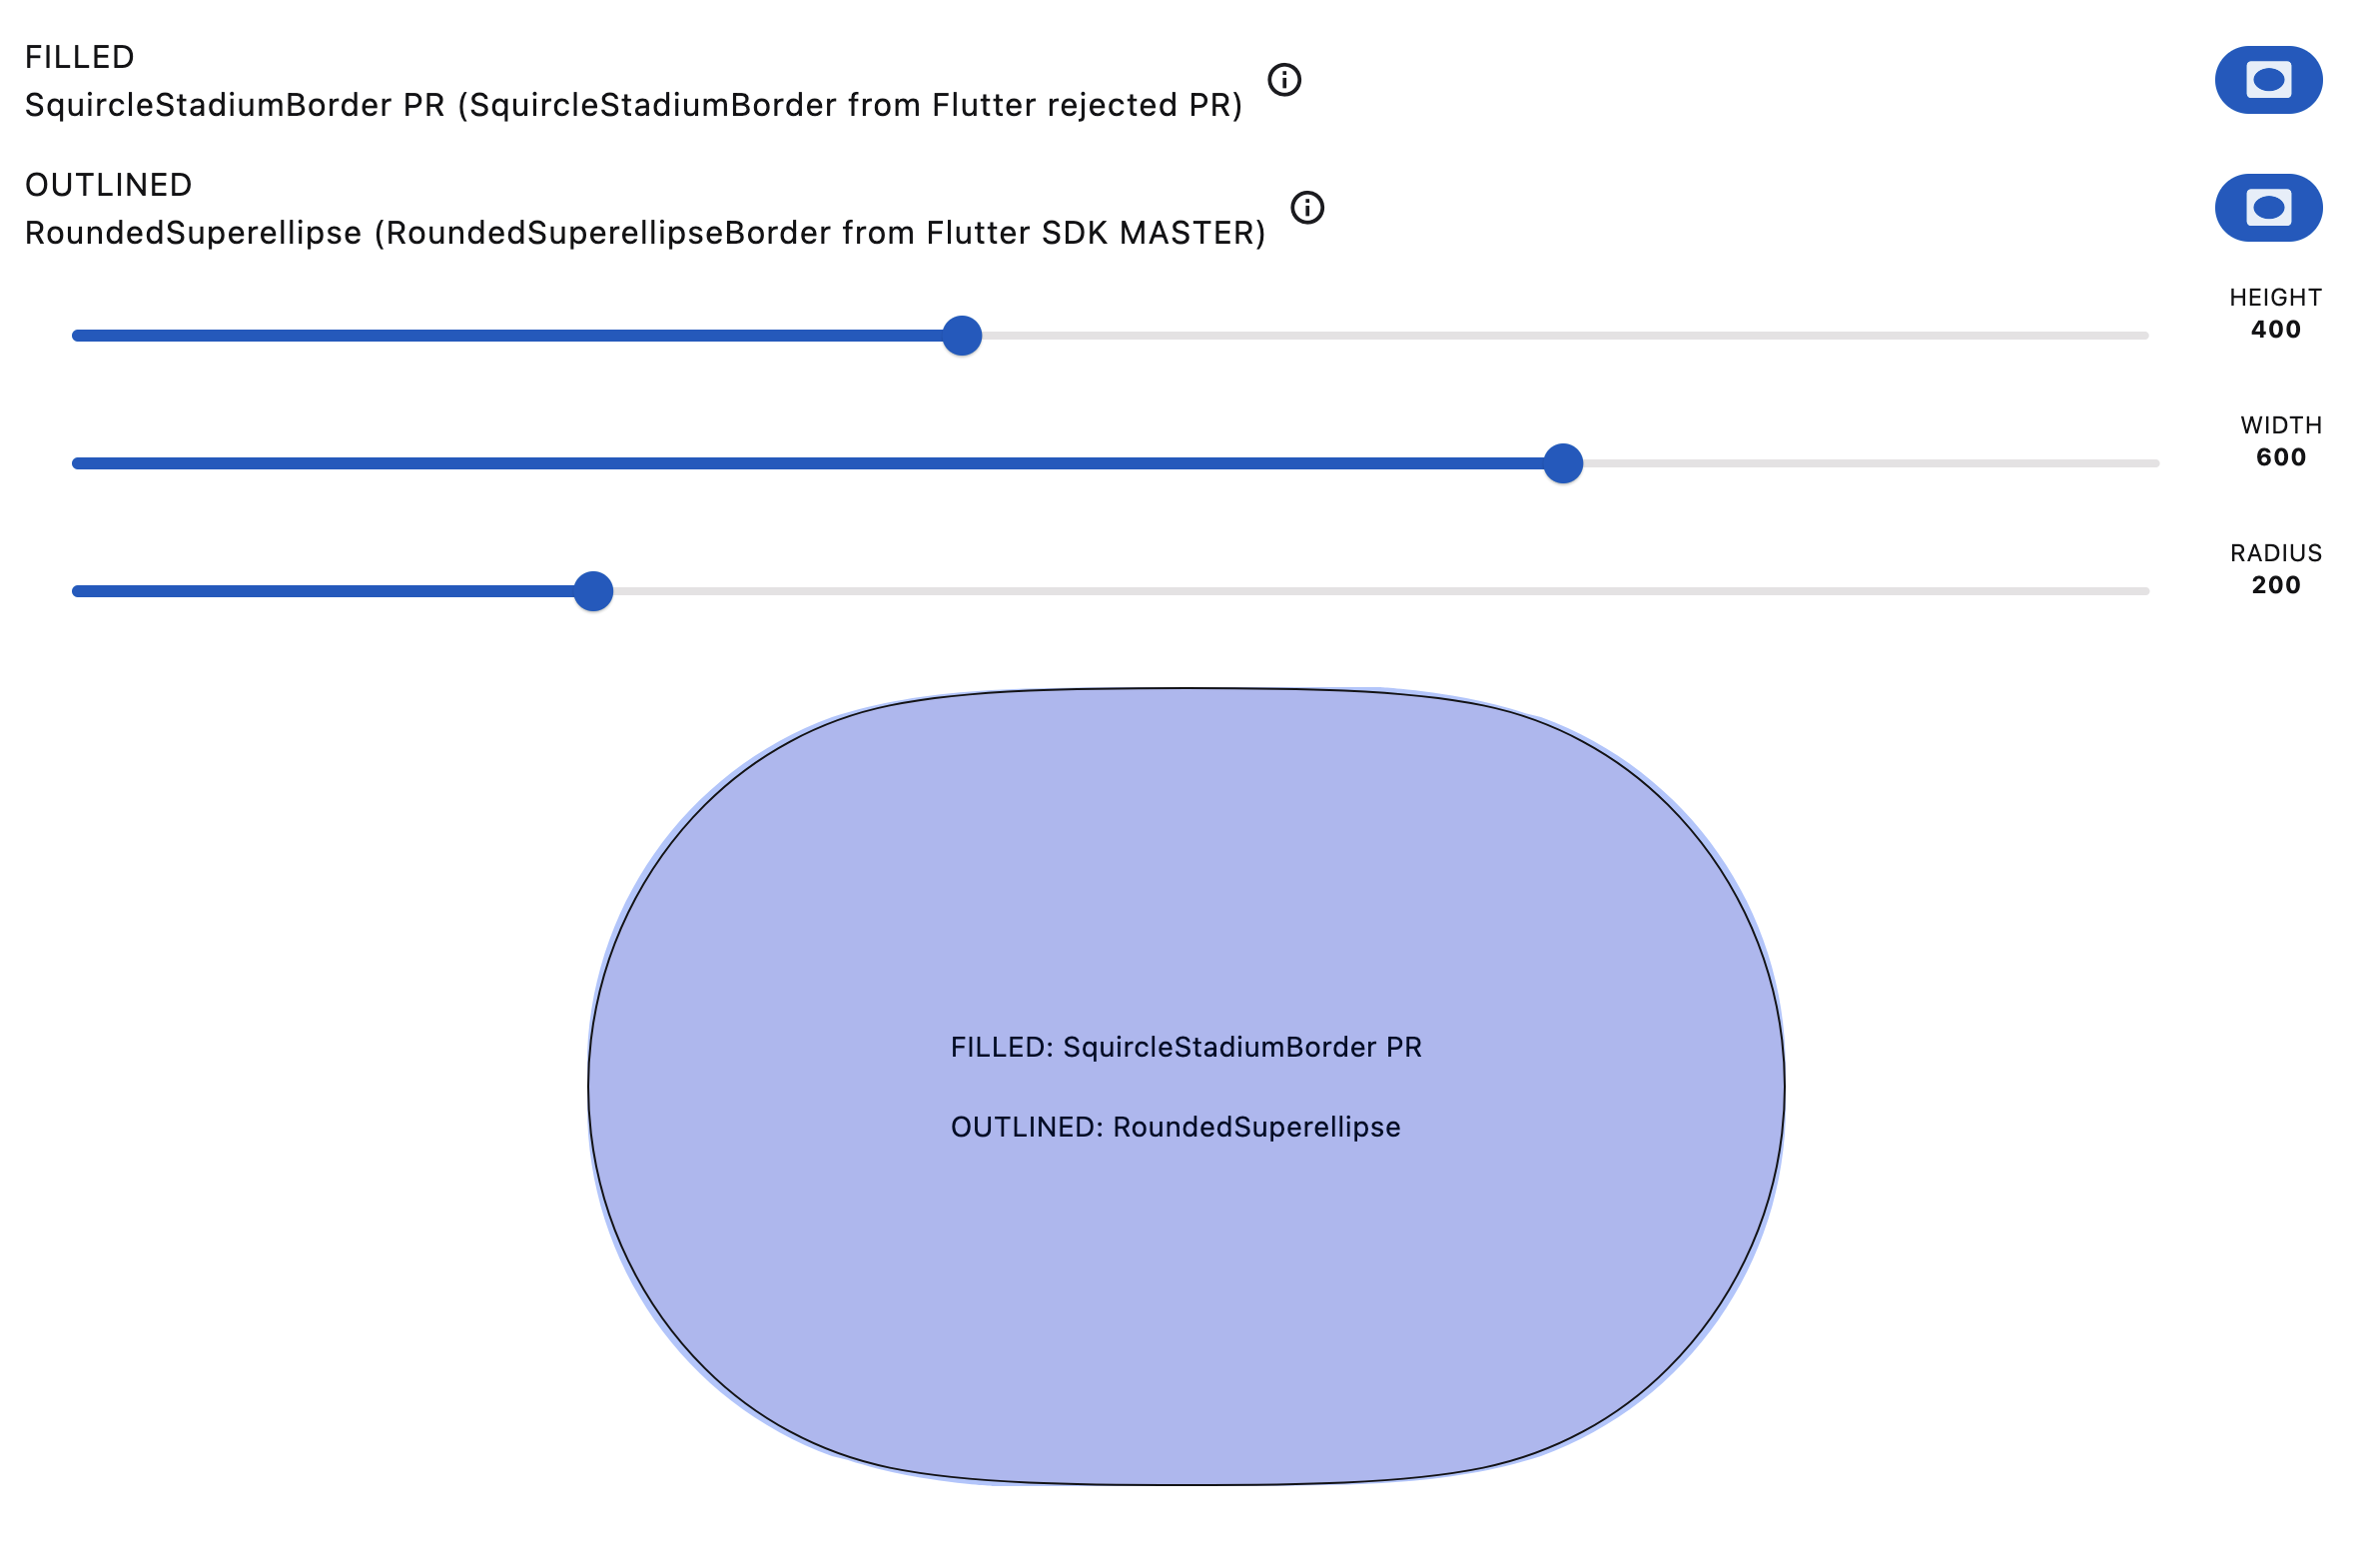 FILLED
SquircleStadiumBorder PR (SquircleStadiumBorder from Flutter rejected PR)
OUTLINED
RoundedSuperellipse (RoundedSuperellipseBorder from Flutter SDK MASTER)
HEIGHT
400
WIDTH
600
RADIUS
200
FILLED: SquircleStadiumBorder PR
OUTLINED: RoundedSuperellipse